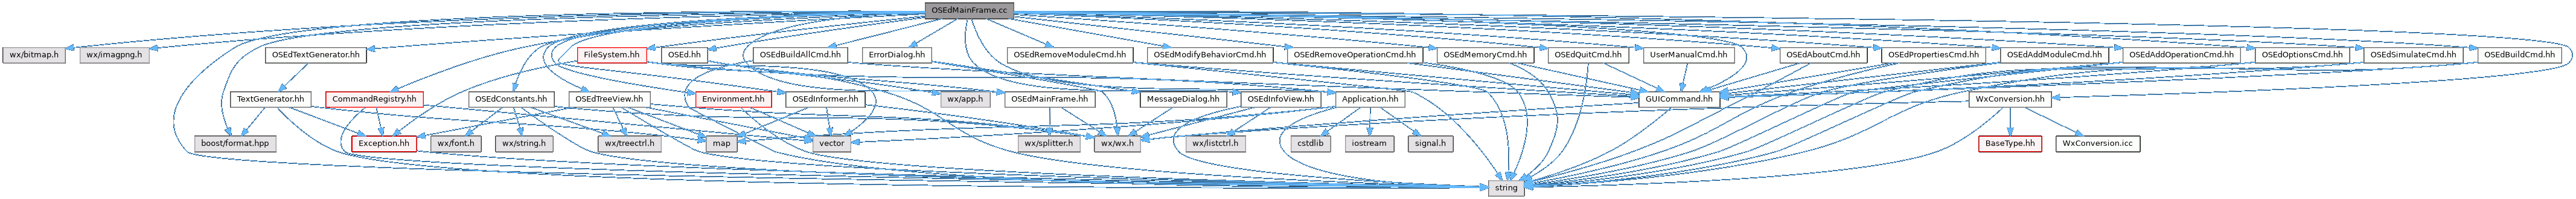 OSEdMainFrame.cc
wx/bitmap.h
wx/imagpng.h
OSEdTextGenerator.hh
FileSystem.hh
OSEd.hh
OSEdBuildAllCmd.hh
ErrorDialog.hh
OSEdRemoveModuleCmd.hh
OSEdModifyBehaviorCmd.hh
OSEdRemoveOperationCmd.hh
OSEdMemoryCmd.hh
OSEdQuitCmd.hh
UserManualCmd.hh
OSEdAboutCmd.hh
OSEdPropertiesCmd.hh
OSEdAddModuleCmd.hh
OSEdAddOperationCmd.hh
OSEdOptionsCmd.hh
OSEdSimulateCmd.hh
OSEdBuildCmd.hh
TextGenerator.hh
CommandRegistry.hh
OSEdConstants.hh
OSEdTreeView.hh
Environment.hh
OSEdInformer.hh
wx/app.h
OSEdMainFrame.hh
MessageDialog.hh
OSEdInfoView.hh
Application.hh
GUICommand.hh
WxConversion.hh
boost/format.hpp
Exception.hh
wx/font.h
wx/string.h
wx/treectrl.h
map
vector
wx/splitter.h
wx/wx.h
wx/listctrl.h
cstdlib
iostream
signal.h
BaseType.hh
WxConversion.icc
string